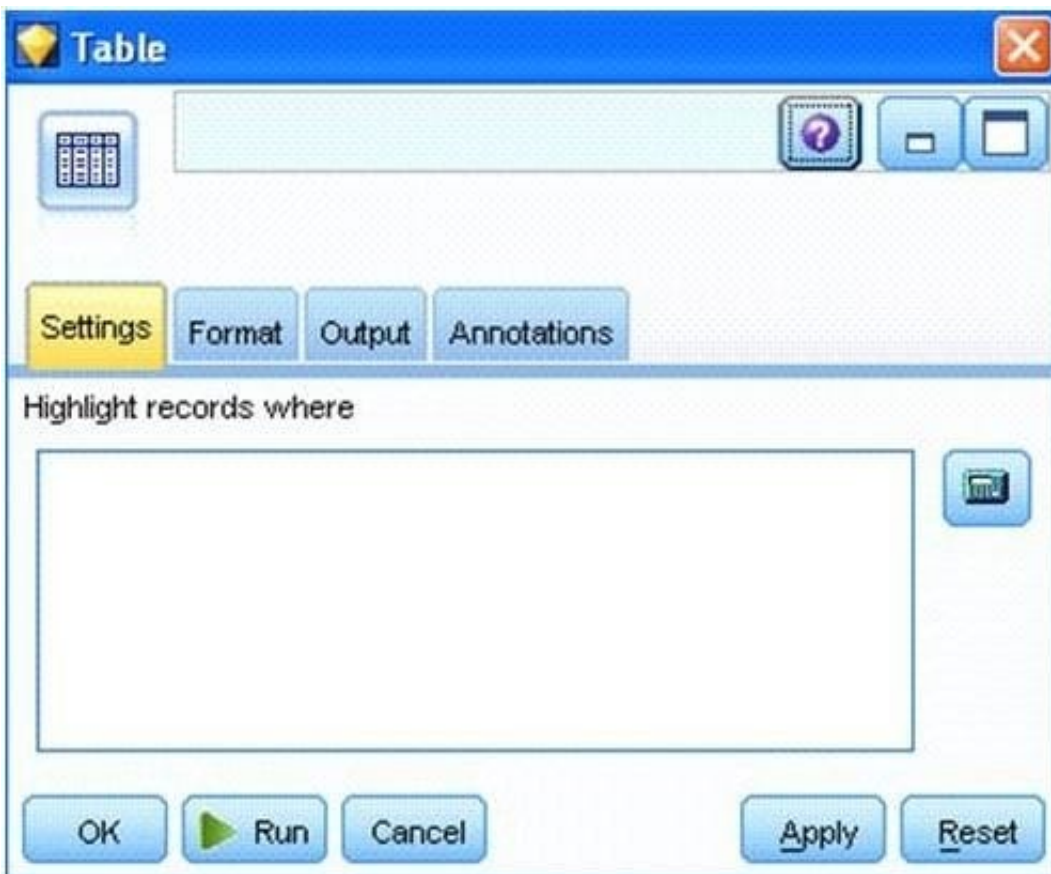 Table
Settings Format Output Annotations
Highlight records where
OK Run Cancel Apply Reset